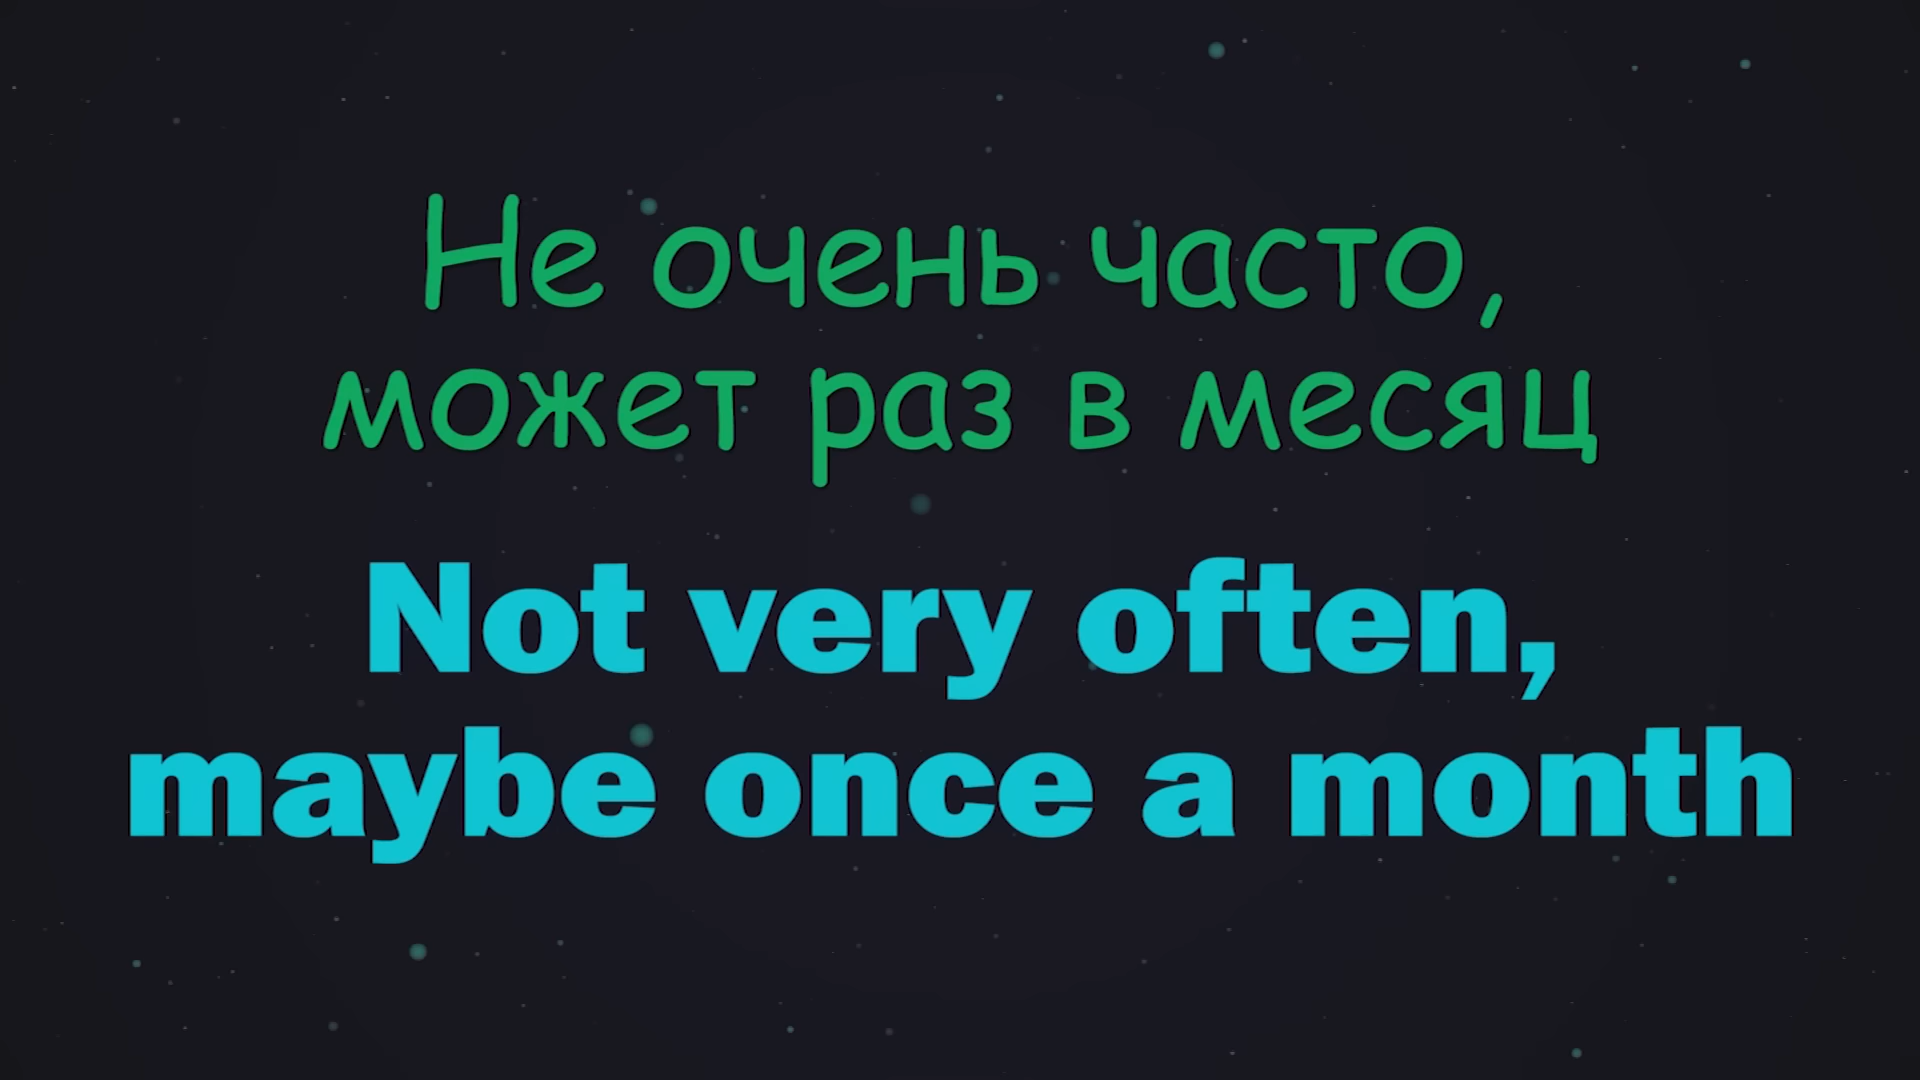 Не очень часто,
может раз в месяц
Not very often,
maybe once a month